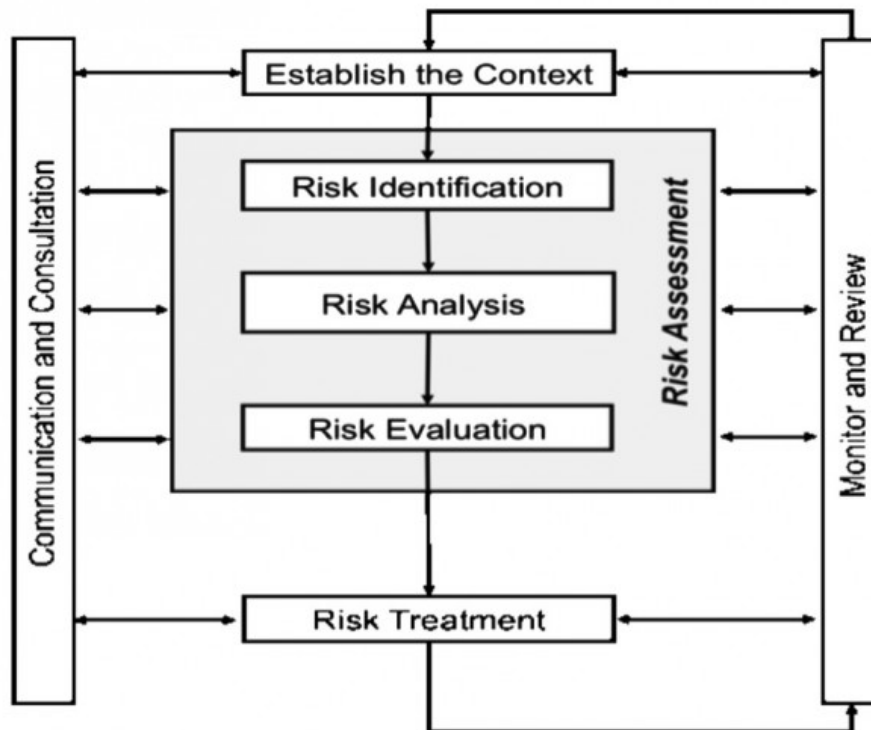 Establish the Context
Communication and Consultation
Risk Identification
Risk Analysis
Risk Evaluation
Risk Assessment
Monitor and Review
Risk Treatment